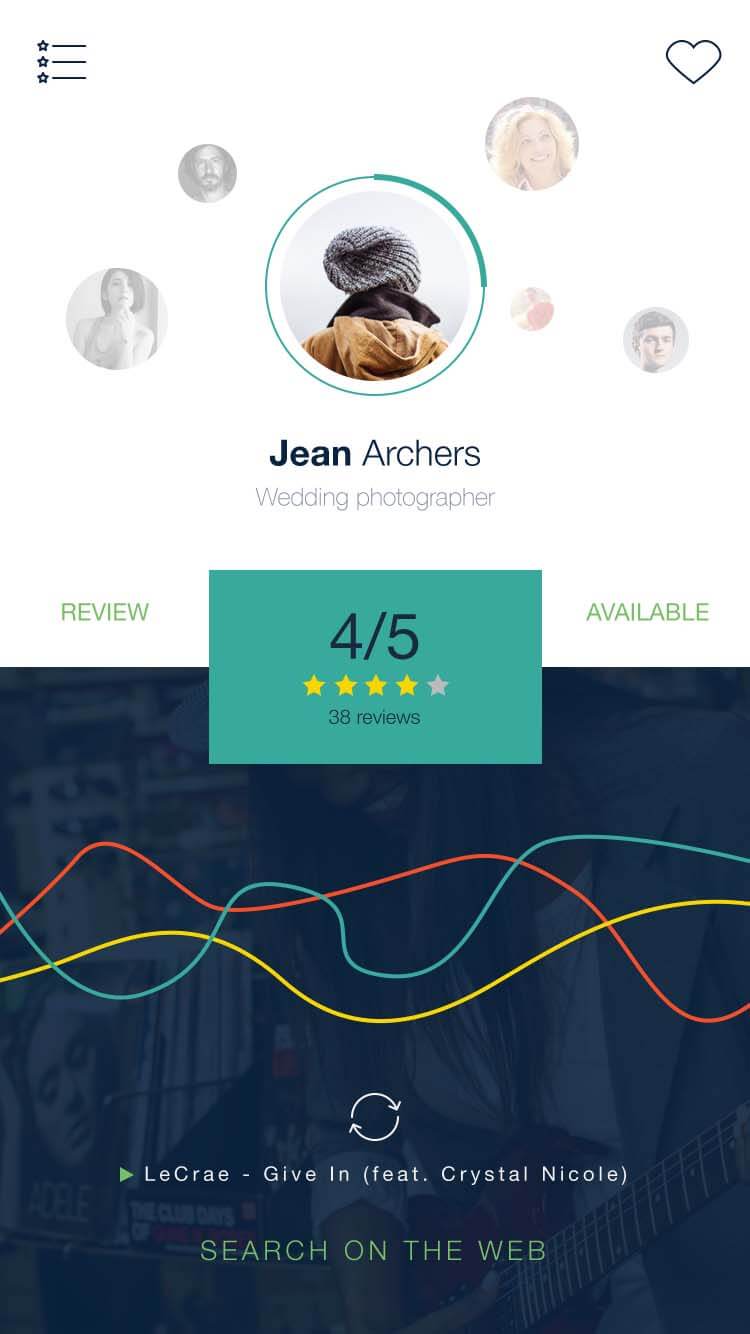 Jean Archers
Wedding photographer
REVIEW
4/5
38 reviews
AVAILABLE
LeCrae - Give In (feat. Crystal Nicole)
SEARCH ON THE WEB
ADELE
THE CLUB DAYS
OF